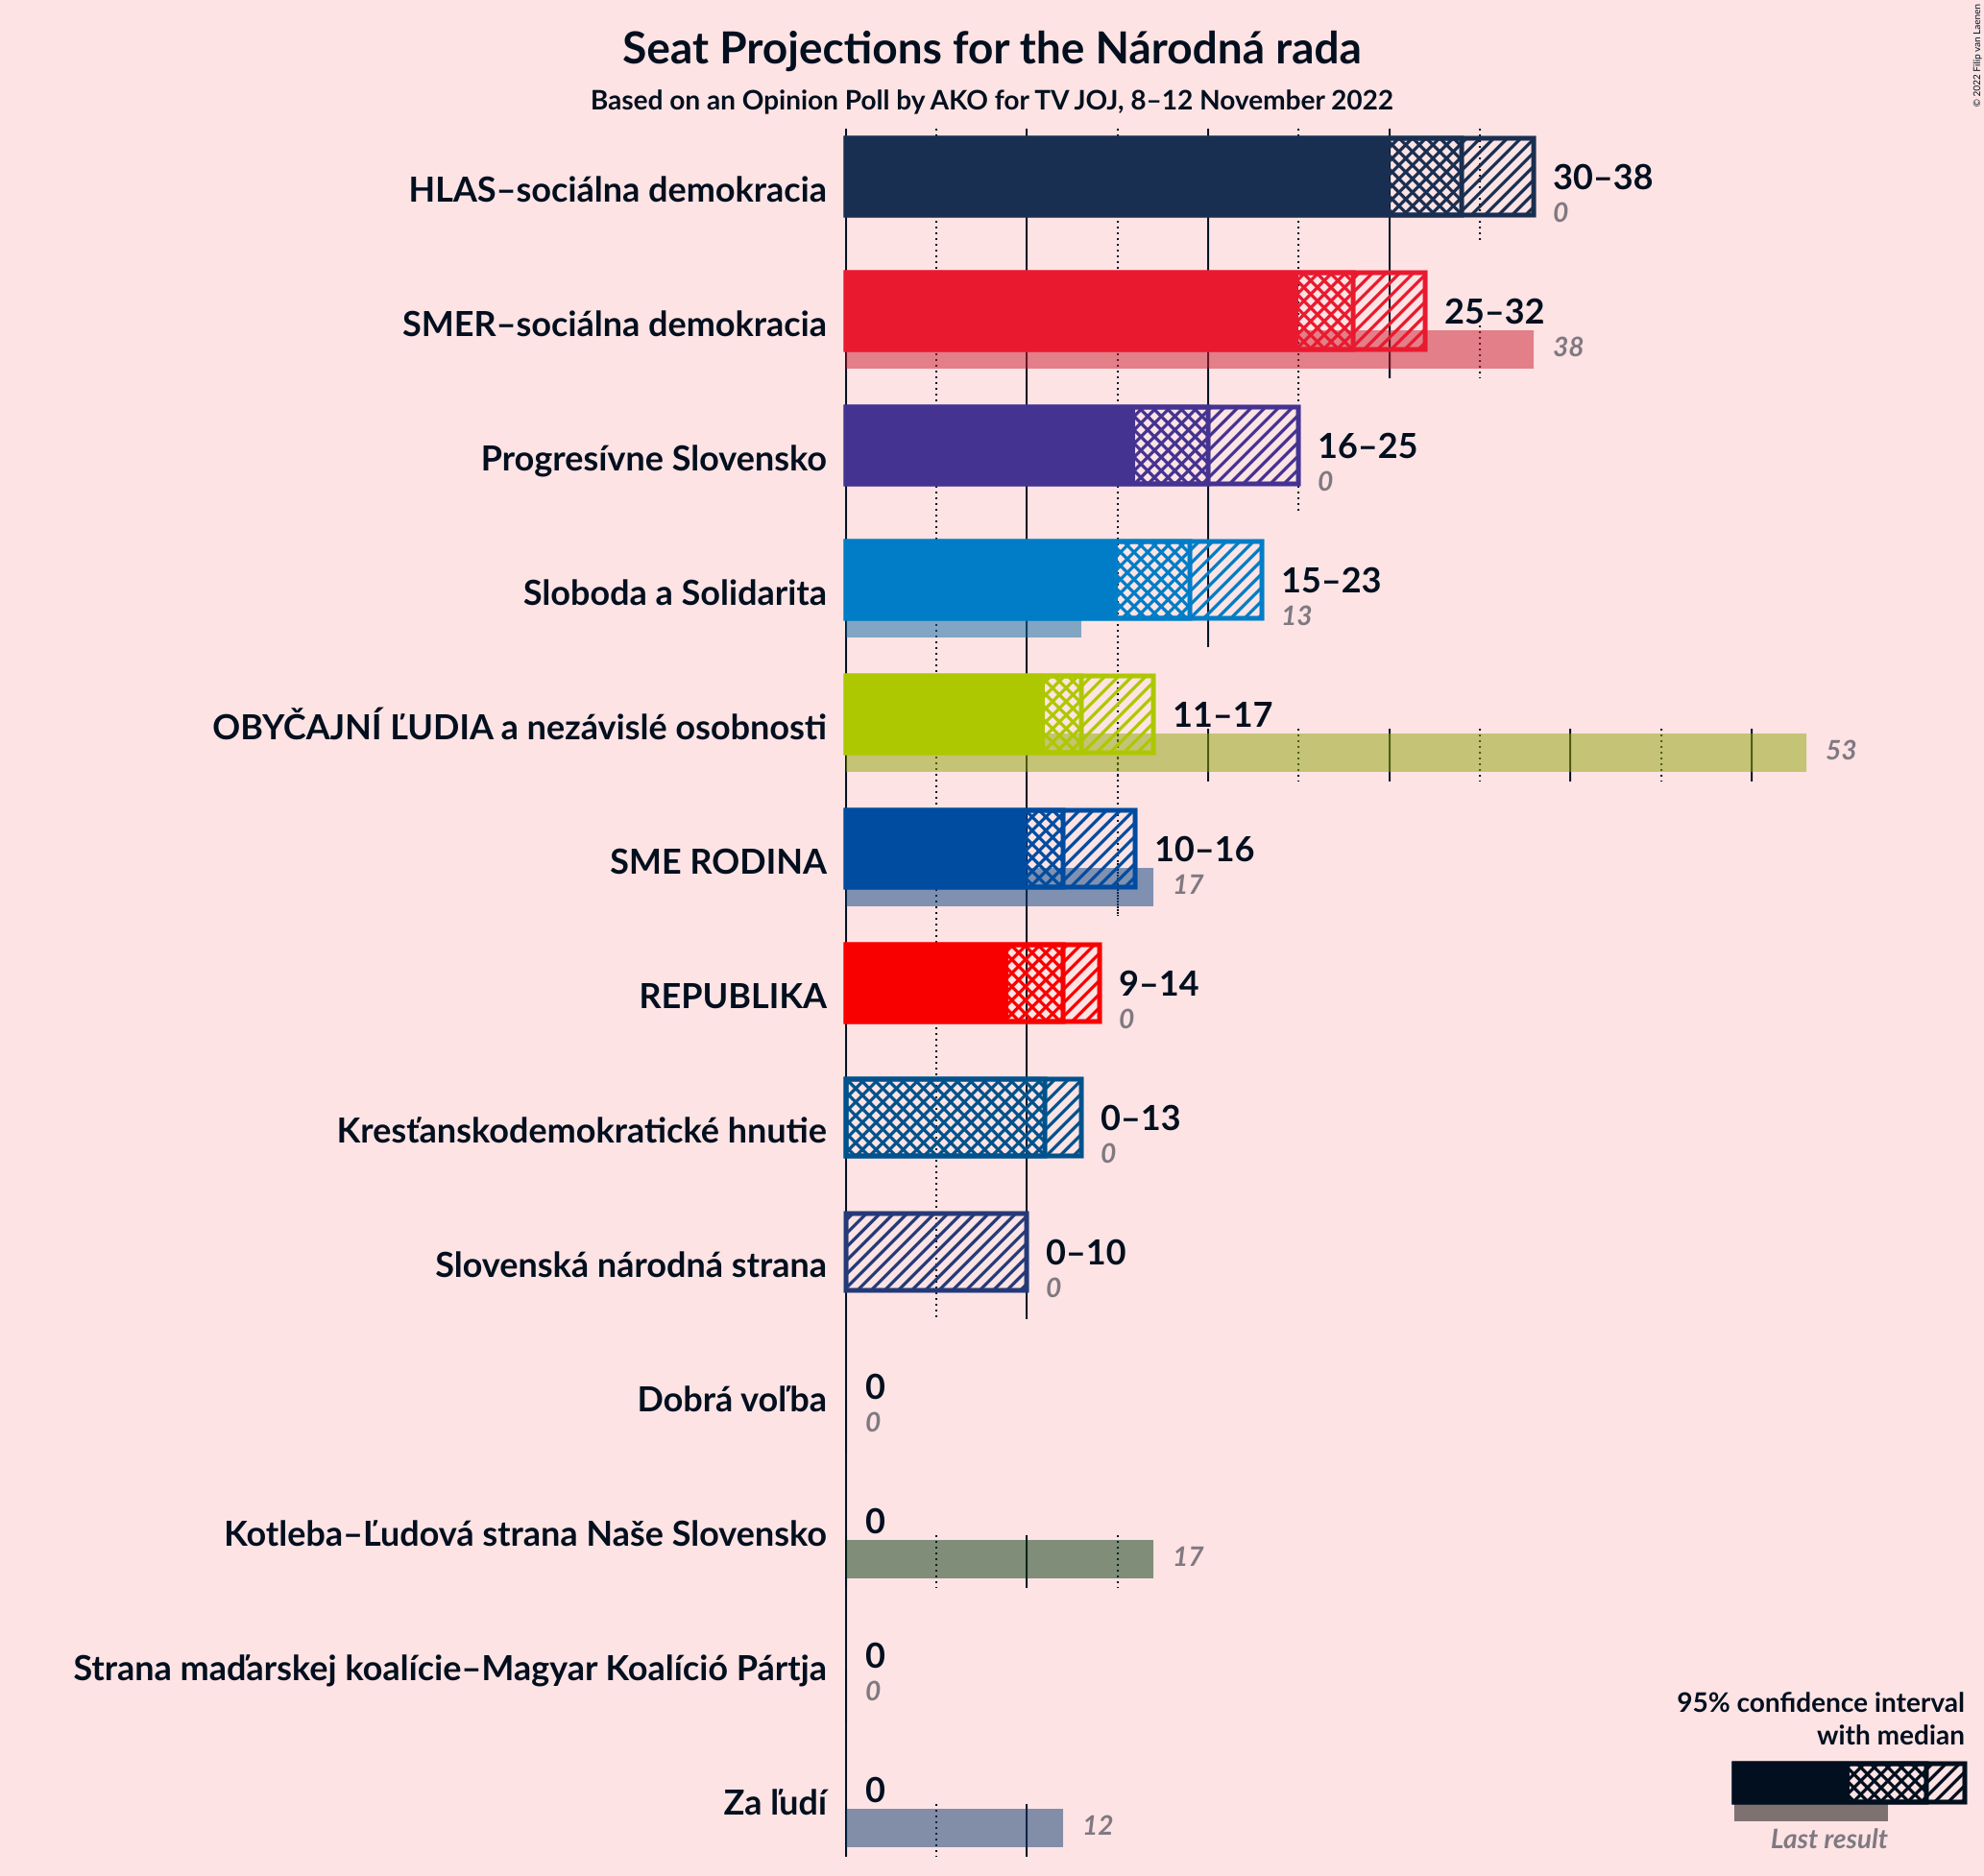 Seat Projections for the Národná rada
Based on an Opinion Poll by AKO for TV JOJ, 8–12 November 2022
© 2022 Filip van Laenen
HLAS–sociálna demokracia
30–38
0
SMER–sociálna demokracia
25–32
38
Progresívne Slovensko
16–25
0
Sloboda a Solidarita
15–23
13
OBYČAJNÍ ĽUDIA a nezávislé osobnosti
11–17
53
SME RODINA
10–16
17
REPUBLIKA
9–14
0
Kresťanskodemokratické hnutie
0–13
0
Slovenská národná strana
0–10
0
Dobrá voľba
0
0
Kotleba–Ľudová strana Naše Slovensko
0
17
Strana maďarskej koalície–Magyar Koalíció Pártja
0
0
Za ľudí
0
12
95% confidence interval
with median
Last result